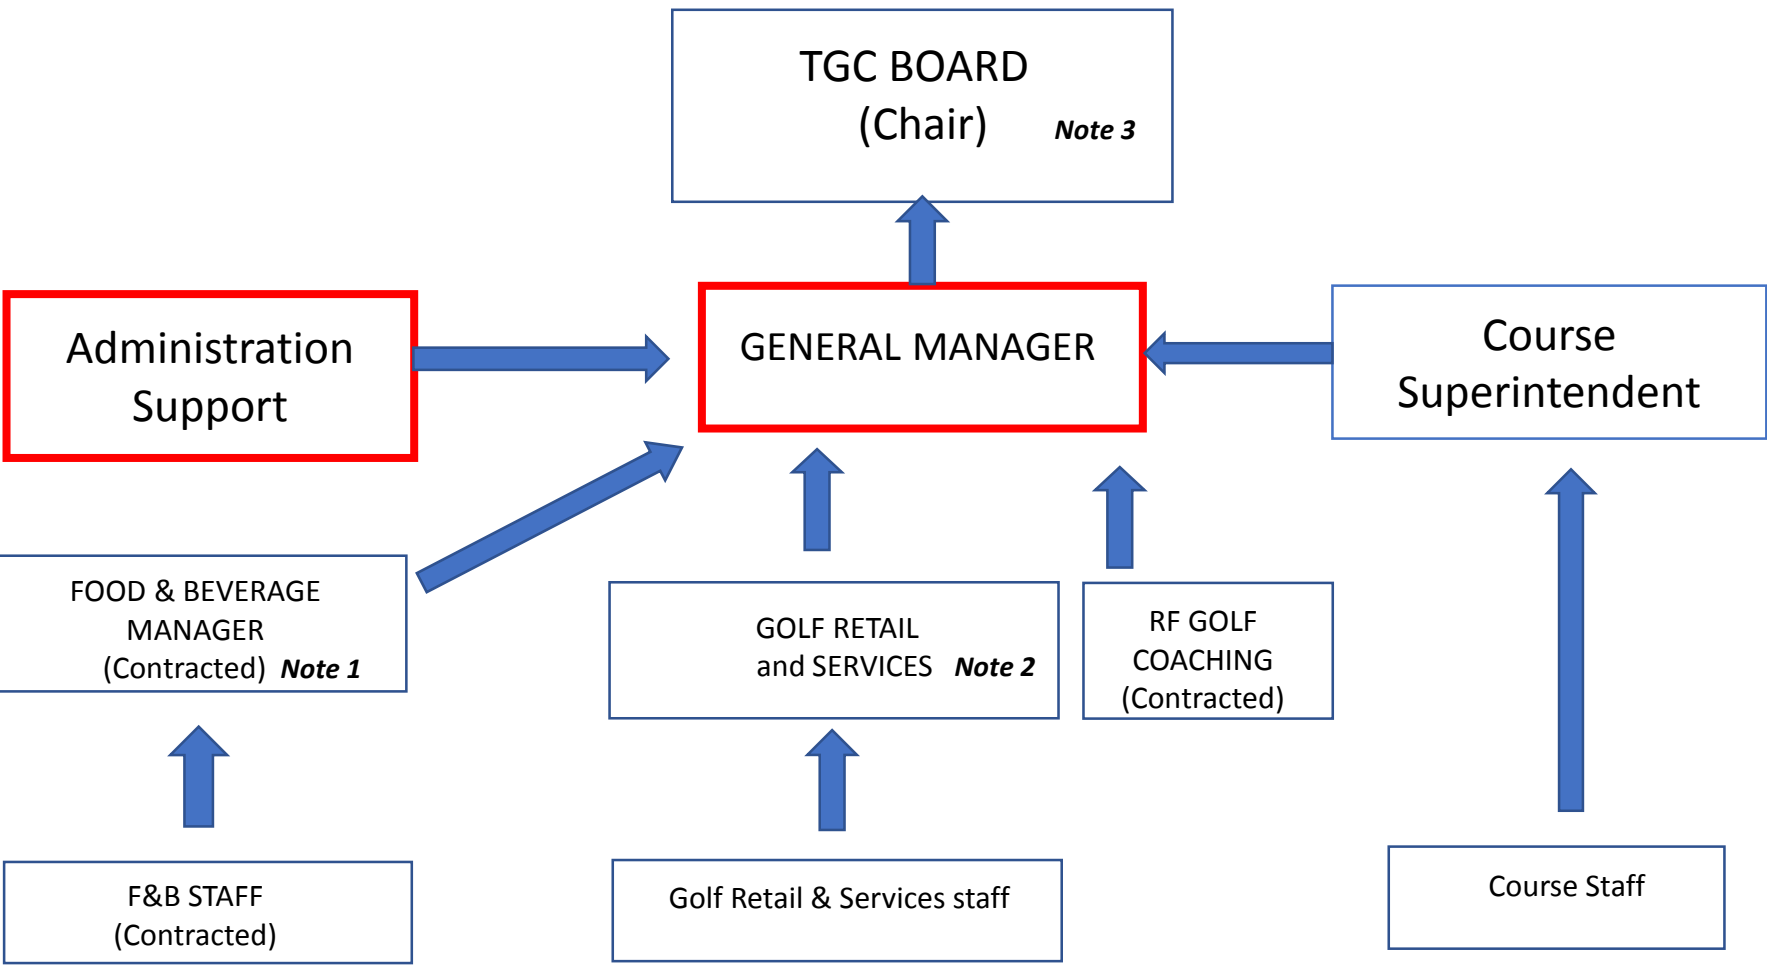 TGC BOARD
(Chair) Note 3
Administration
Support
GENERAL MANAGER
Course
Superintendent
FOOD & BEVERAGE
MANAGER
(Contracted) Note 1
GOLF RETAIL
and SERVICES Note 2
RF GOLF
COACHING
(Contracted)
F&B STAFF
(Contracted)
Golf Retail & Services staff
Course Staff